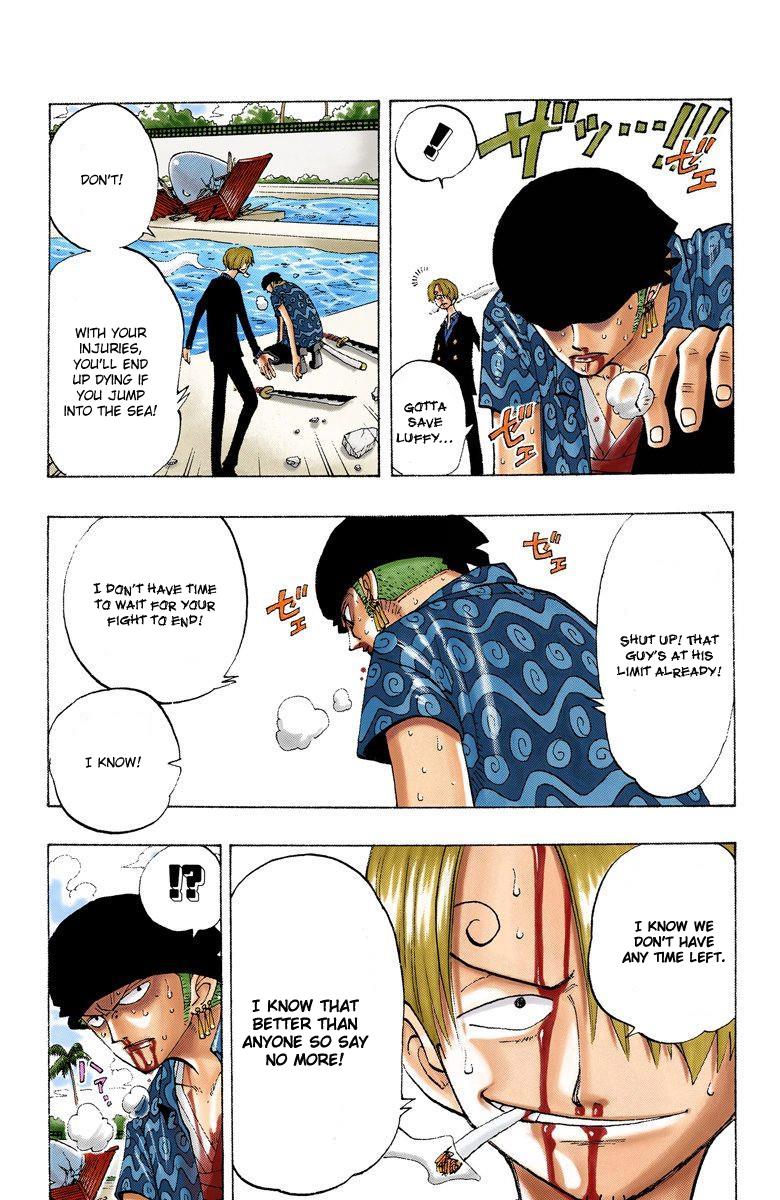 !
ザッ…!!!
ゼェ
GOTTA
SAVE
LUFFY...
ゼェ
DON'T!
WITH YOUR
INJURIES,
YOU'LL END
UP DYING IF
YOU JUMP
INTO THE SEA!
SHUT UP! THAT
GUY'S AT HIS
LIMIT ALREADY!
ゼェ
ゼェ
I DON'T HAVE TIME
TO WAIT FOR YOUR
FIGHT TO END!
I KNOW!
I KNOW WE
DON'T HAVE
ANY TIME LEFT.
I KNOW THAT
BETTER THAN
ANYONE SO SAY
NO MORE!
!?